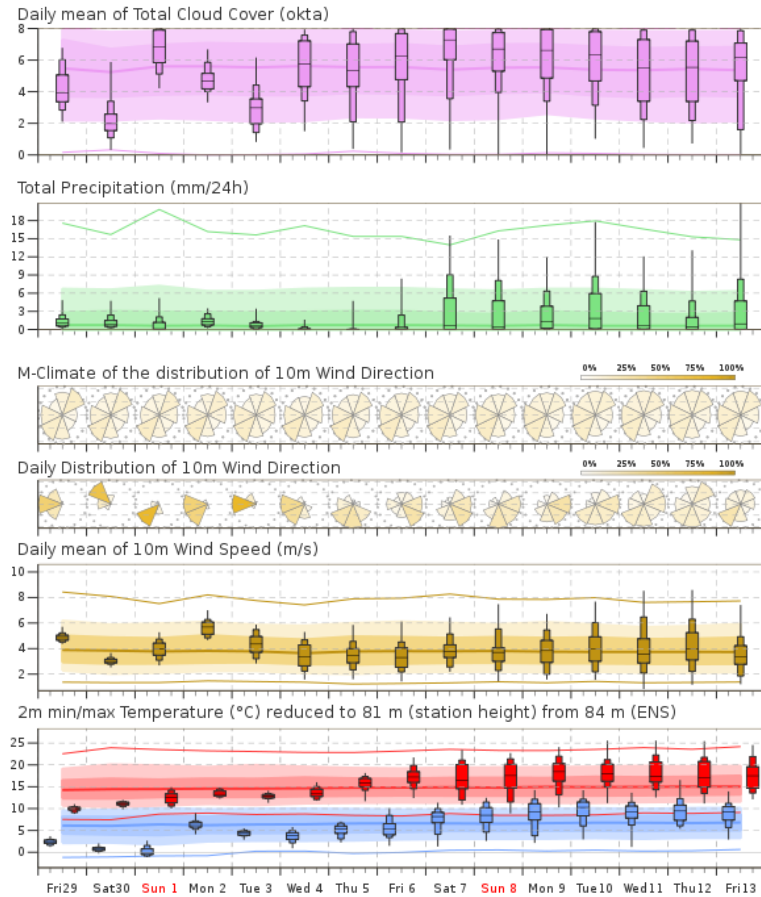 Daily mean of Total Cloud Cover (okta)
8
6
4
2
0
Total Precipitation (mm/24h)
18
15
12
9
6
3
0
M-Climate of the distribution of 10m Wind Direction
0% 25% 50% 75% 100%
Daily Distribution of 10m Wind Direction
0% 25% 50% 75% 100%
Daily mean of 10m Wind Speed (m/s)
10
8
6
4
2
2m min/max Temperature (°C) reduced to 81 m (station height) from 84 m (ENS)
25
20
15
10
5
0
Fri29 Sat30 Sun 1 Mon 2 Tue 3 Wed 4 Thu 5 Fri 6 Sat 7 Sun 8 Mon 9 Tue10 Wed11 Thu12 Fri13